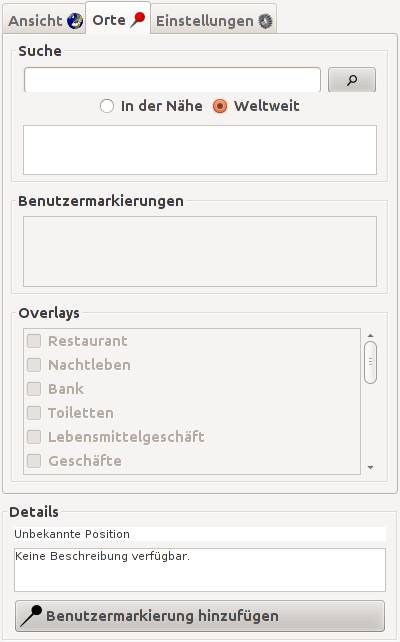 Ansicht Orte Einstellungen
Suche
In der Nähe Weltweit
Benutzermarkierungen
Overlays
Restaurant
Nachtleben
Bank
Toiletten
Lebensmittelgeschäft
Geschäfte
Details
Unbekannte Position
Keine Beschreibung verfügbar.
Benutzermarkierung hinzufügen